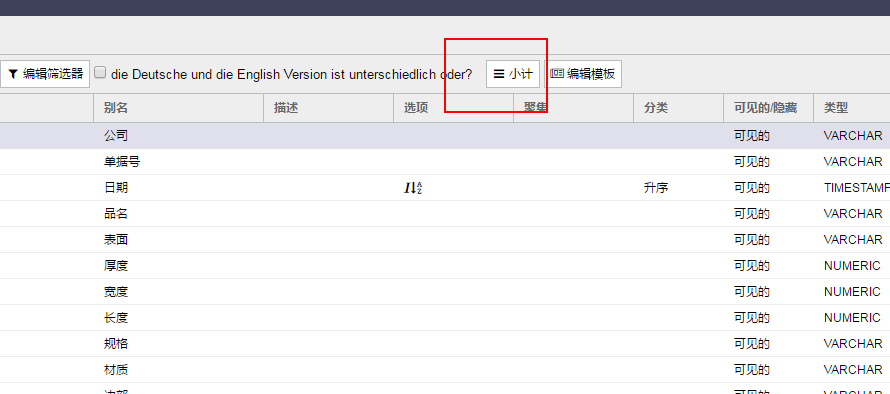 编辑筛选器 die Deutsche und die English Version ist unterschiedlich oder? 小计 编辑模板
别名 描述 选项 聚集 分类 可见的/隐藏 类型
公司 可见的 VARCHAR
单据号 可见的 VARCHAR
日期 升序 可见的 TIMESTAMP
品名 可见的 VARCHAR
表面 可见的 VARCHAR
厚度 可见的 NUMERIC
宽度 可见的 NUMERIC
长度 可见的 NUMERIC
规格 可见的 VARCHAR
材质 可见的 VARCHAR